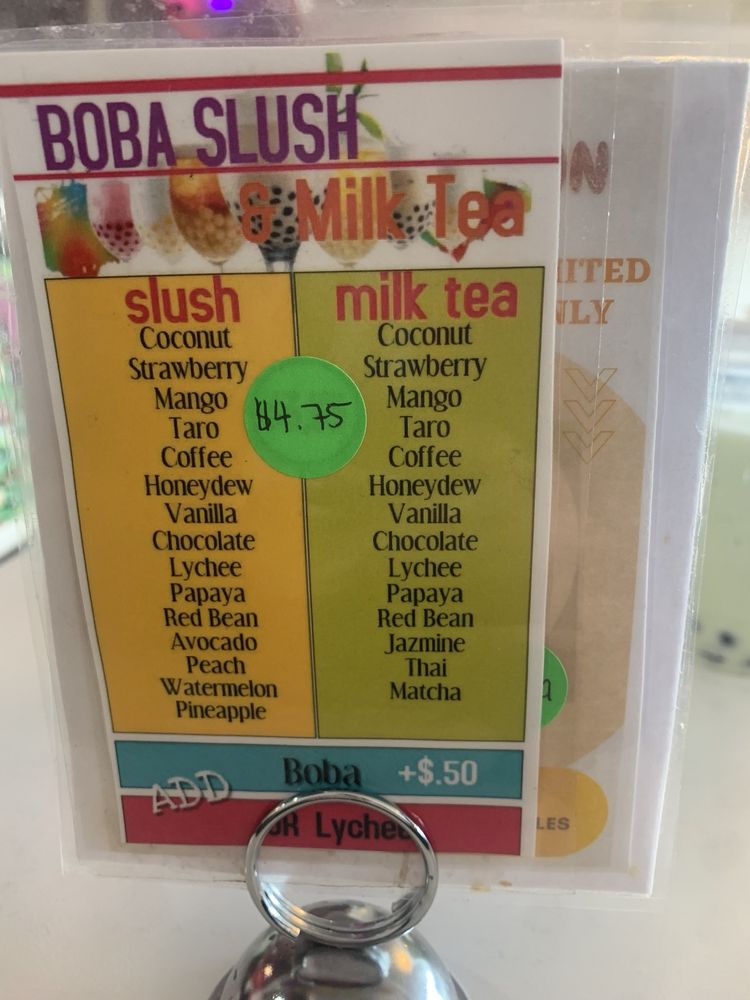 BOBA SLUSH
& Milk Tea
slush
Coconut
Strawberry
Mango
Taro
Coffee
Honeydew
Vanilla
Chocolate
Lychee
Papaya
Red Bean
Avocado
Peach
Watermelon
Pineapple
$4.75
milk tea
Coconut
Strawberry
Mango
Taro
Coffee
Honeydew
Vanilla
Chocolate
Lychee
Papaya
Red Bean
Jazmine
Thai
Matcha
ADD
Boba +$.50
OR Lychee